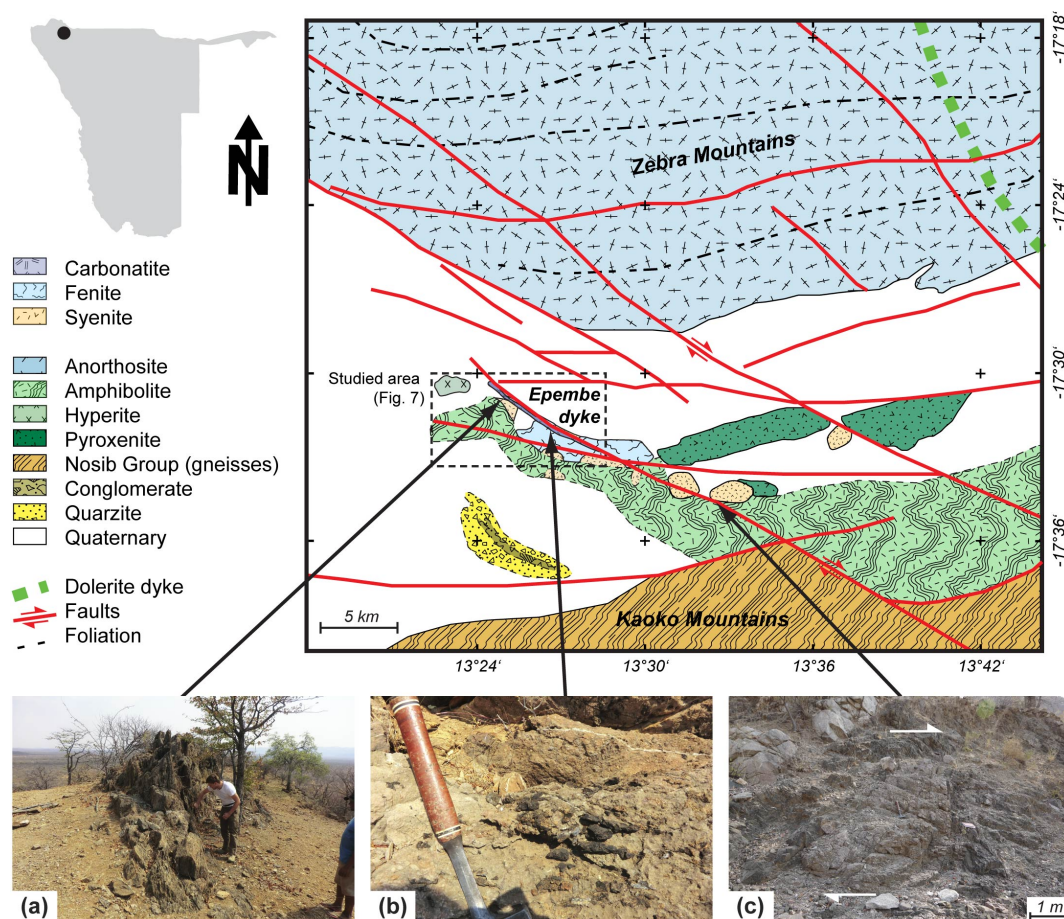 N
Carbonatite
Fenite
Syenite
Anorthosite
Amphibolite
Hyperite
Pyroxenite
Nosib Group (gneisses)
Conglomerate
Quarzite
Quaternary
Dolerite dyke
Faults
Foliation
Zebra Mountains
Studied area
(Fig. 7)
Epembe
dyke
Kaoko Mountains
5 km
-17°18'
-17°24'
-17°30'
-17°36'
13°24'
13°30'
13°36'
13°42'
(a)
(b)
(c)
1 m